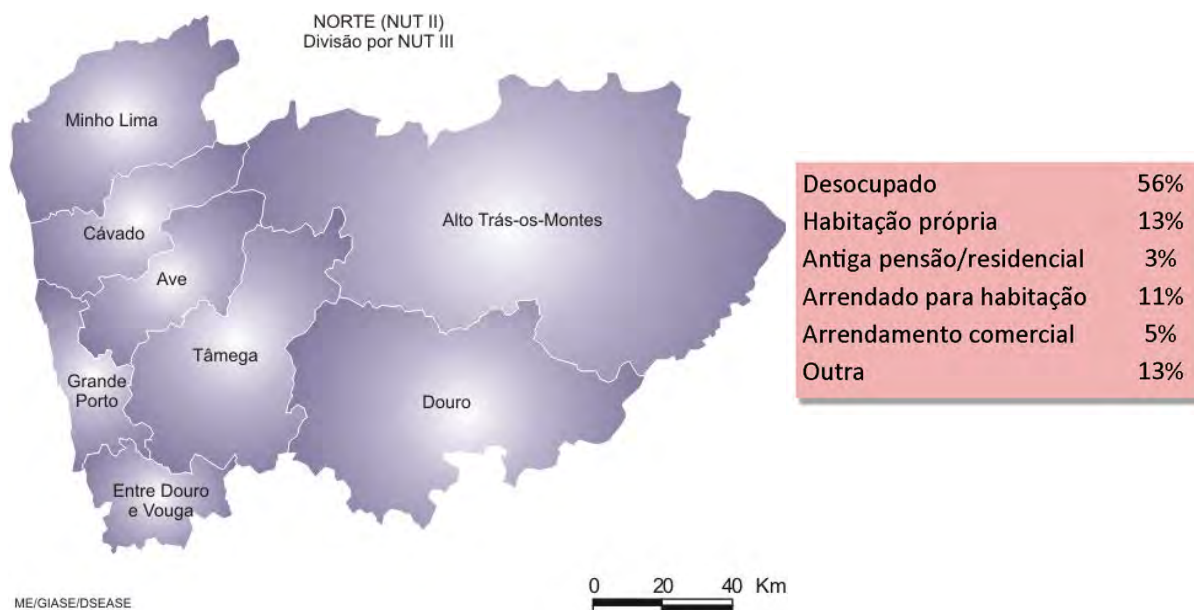 NORTE (NUT II)
Divisão por NUT III
Minho Lima
Cávado
Ave
Alto Trás-os-Montes
Tâmega
Grande
Porto
Douro
Entre Douro
e Vouga
0 20 40 Km
ME/GIASE/DSEASE
Desocupado 56%
Habitação própria 13%
Antiga pensão/residencial 3%
Arrendado para habitação 11%
Arrendamento comercial 5%
Outra 13%